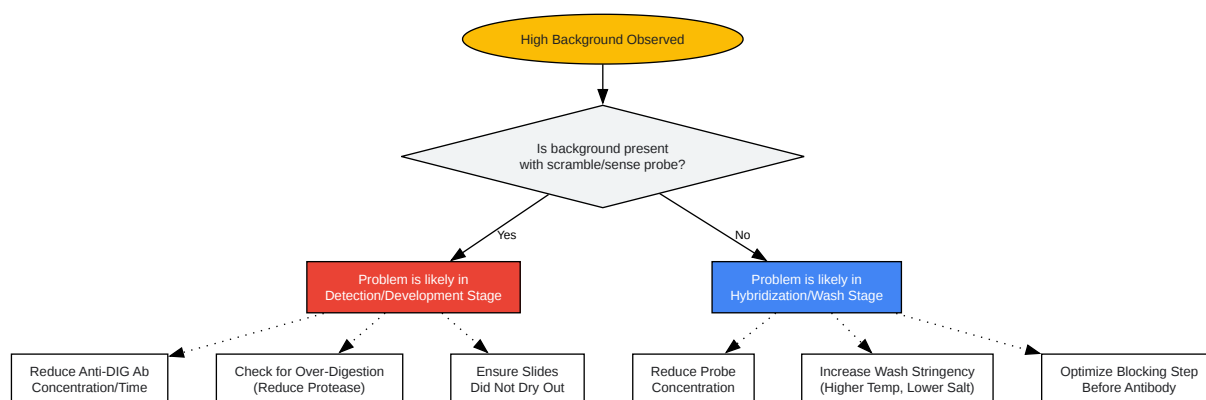 High Background Observed
Is background present
with scramble/sense probe?
Yes
No
Problem is likely in
Detection/Development Stage
Problem is likely in
Hybridization/Wash Stage
Reduce Anti-DIG Ab
Concentration/Time
Check for Over-Digestion
(Reduce Protease)
Ensure Slides
Did Not Dry Out
Reduce Probe
Concentration
Increase Wash Stringency
(Higher Temp, Lower Salt)
Optimize Blocking Step
Before Antibody